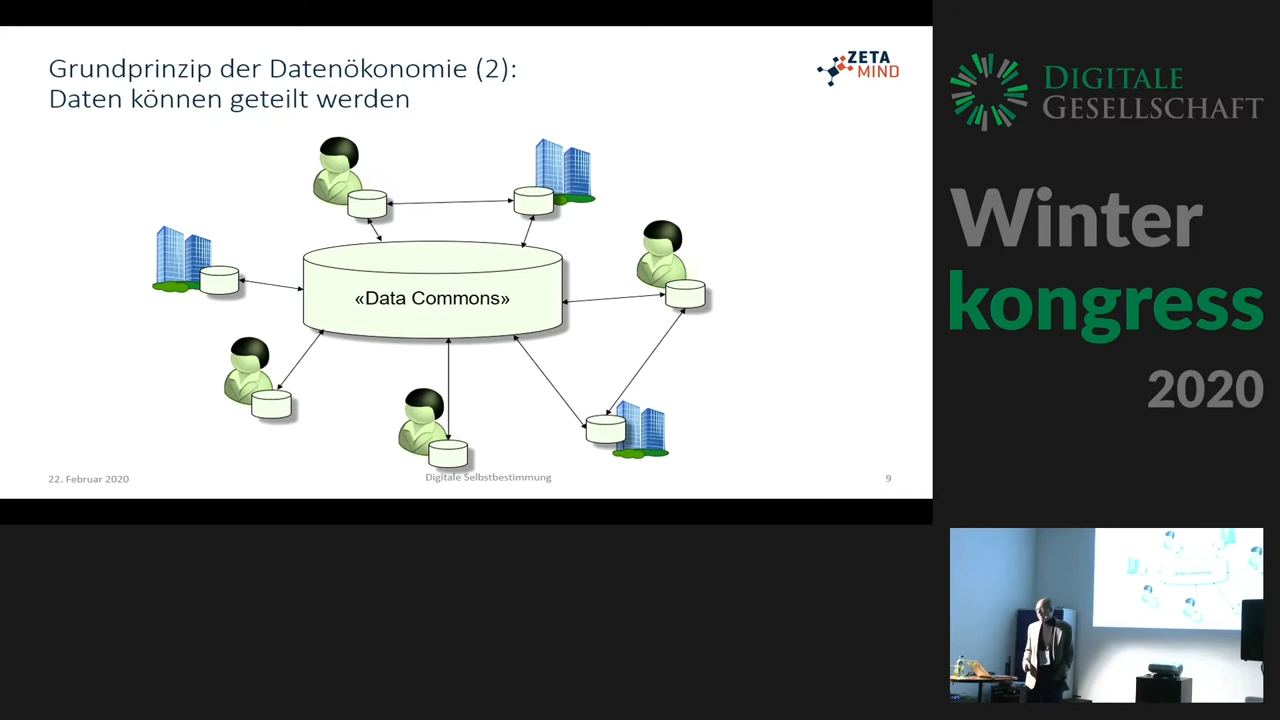 Grundprinzip der Datenökonomie (2):
Daten können geteilt werden
ZETA
MIND
«Data Commons»
22. Februar 2020
Digitale Selbstbestimmung
9
DIGITALE
GESELLSCHAFT
Winter
kongress
2020